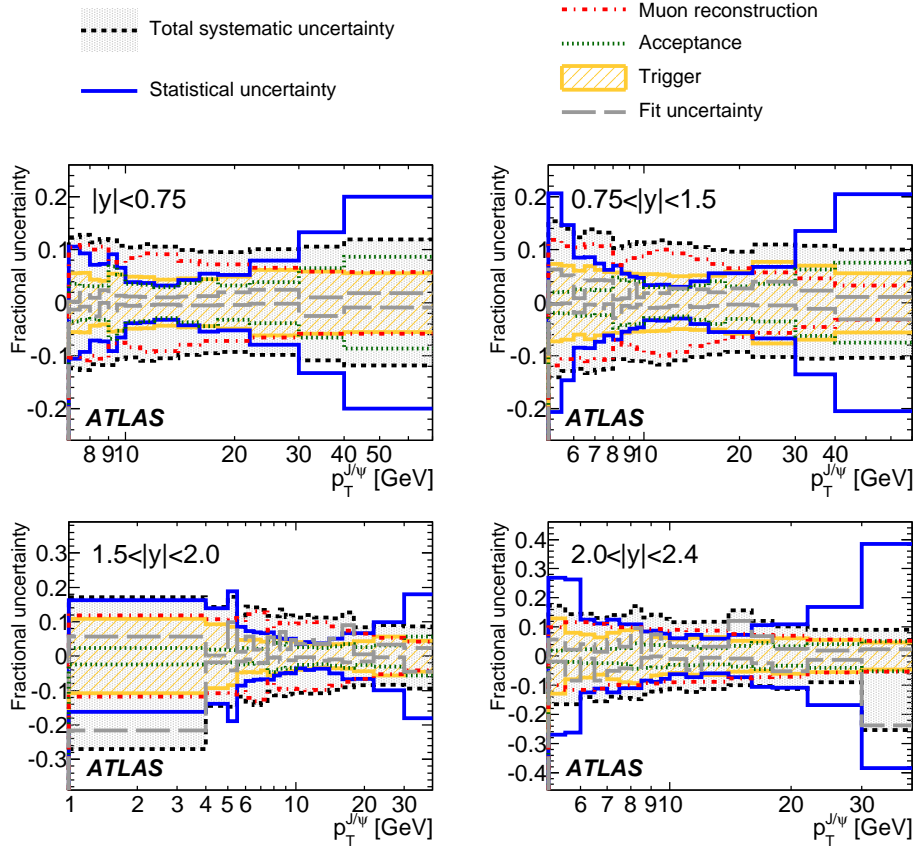 Total systematic uncertainty
Statistical uncertainty
Muon reconstruction
Acceptance
Trigger
Fit uncertainty
Fractional uncertainty
0.2
0.1
0
-0.1
-0.2
|y|<0.75
ATLAS
8 910 20 30 40 50
p_T^{J/ψ} [GeV]
Fractional uncertainty
0.2
0.1
0
-0.1
-0.2
0.75<|y|<1.5
ATLAS
6 7 8 910 20 30 40
p_T^{J/ψ} [GeV]
Fractional uncertainty
0.3
0.2
0.1
0
-0.1
-0.2
-0.3
1.5<|y|<2.0
ATLAS
1 2 3 4 5 6 7 10 20 30
p_T^{J/ψ} [GeV]
Fractional uncertainty
0.4
0.3
0.2
0.1
0
-0.1
-0.2
-0.3
-0.4
2.0<|y|<2.4
ATLAS
6 7 8 910 20 30
p_T^{J/ψ} [GeV]